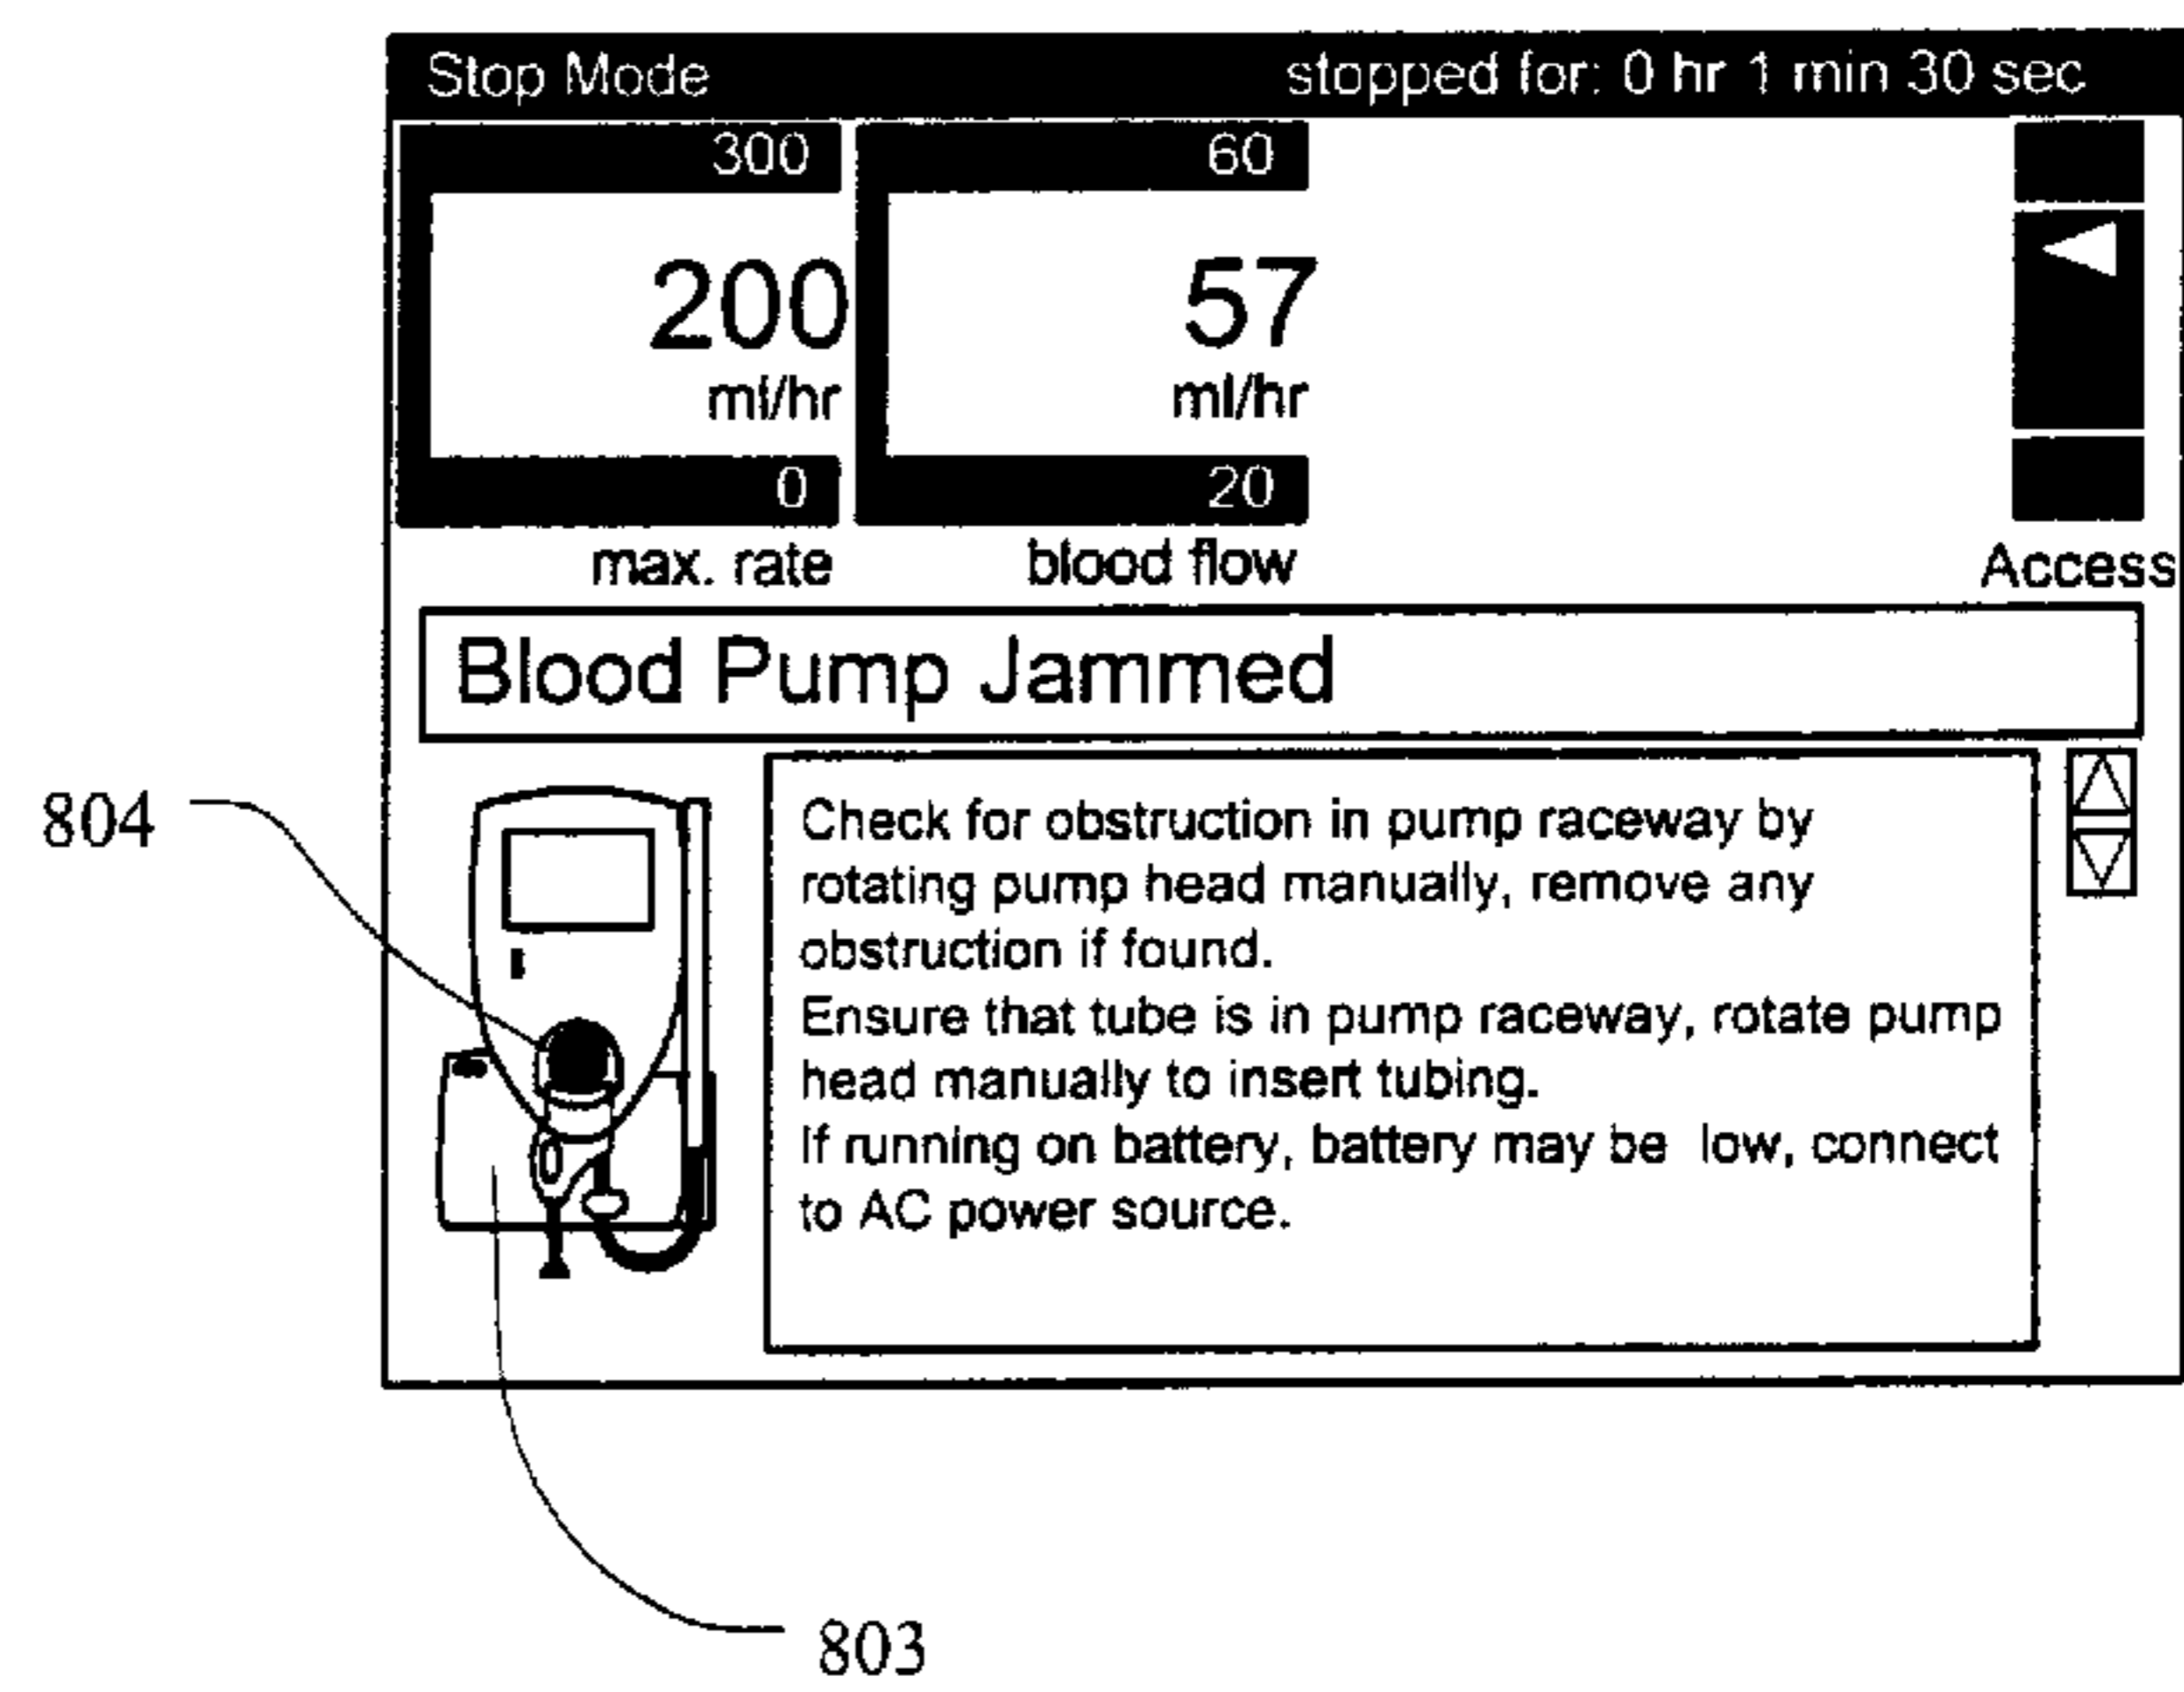 Stop Mode stopped for: 0 hr 1 min 30 sec
300 60
200 57
ml/hr ml/hr
0 20
max. rate blood flow Access
Blood Pump Jammed
804
Check for obstruction in pump raceway by
rotating pump head manually, remove any
obstruction if found.
Ensure that tube is in pump raceway, rotate pump
head manually to insert tubing.
If running on battery, battery may be low, connect
to AC power source.
803